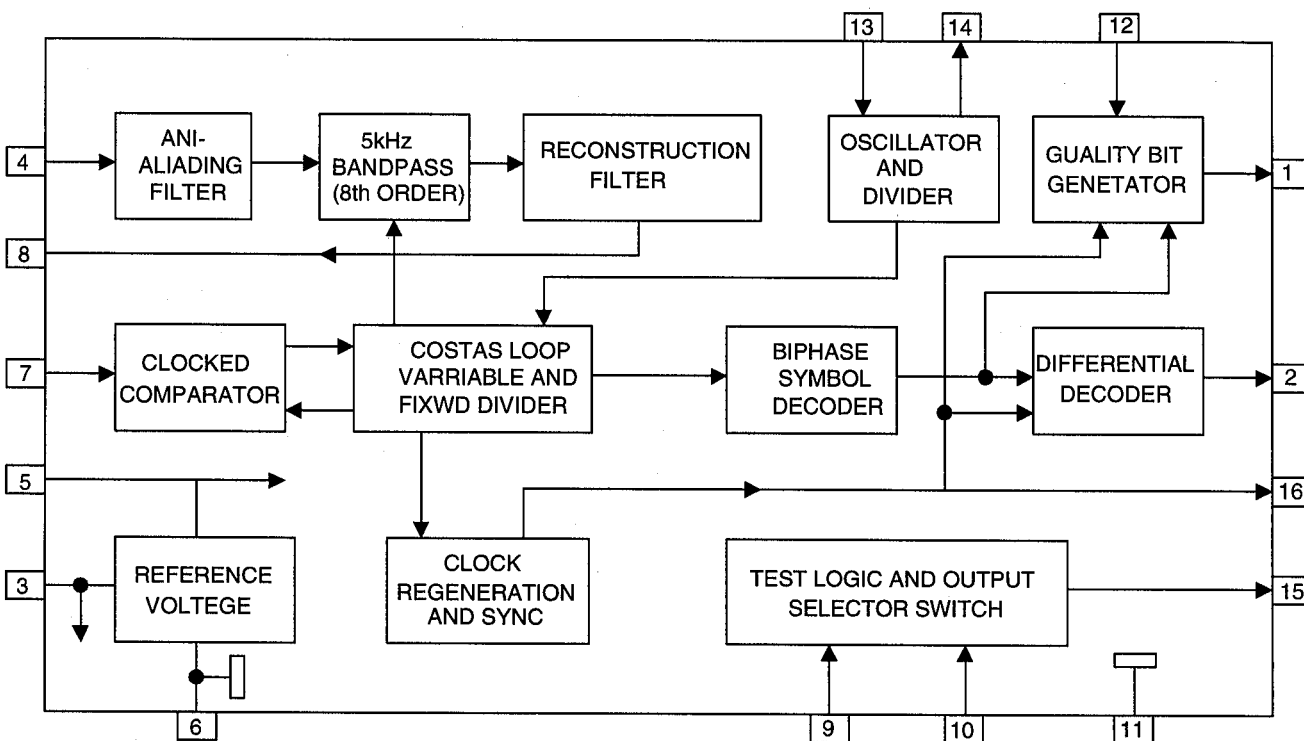 13
14
12
4
ANI-
ALIADING
FILTER
5kHz
BANDPASS
(8th ORDER)
RECONSTRUCTION
FILTER
OSCILLATOR
AND
DIVIDER
GUALITY BIT
GENETATOR
1
8
7
CLOCKED
COMPARATOR
COSTAS LOOP
VARRIABLE AND
FIXWD DIVIDER
BIPHASE
SYMBOL
DECODER
DIFFERENTIAL
DECODER
2
5
16
3
REFERENCE
VOLTEGE
CLOCK
REGENERATION
AND SYNC
TEST LOGIC AND OUTPUT
SELECTOR SWITCH
15
6
9
10
11